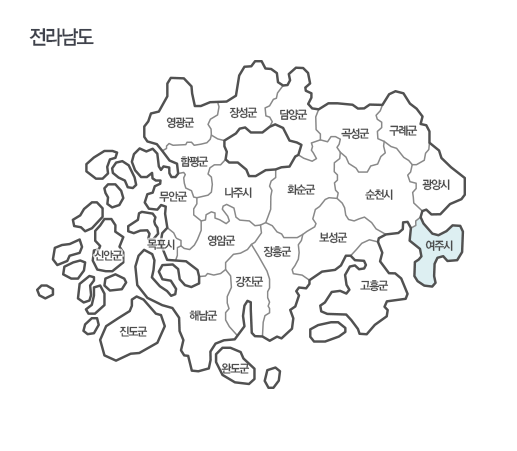 전라남도
장성군
담양군
영광군
곡성군
구례군
함평군
광양시
나주시
화순군
순천시
무안군
보성군
영암군
목포시
여주시
장흥군
신안군
강진군
고흥군
해남군
진도군
완도군